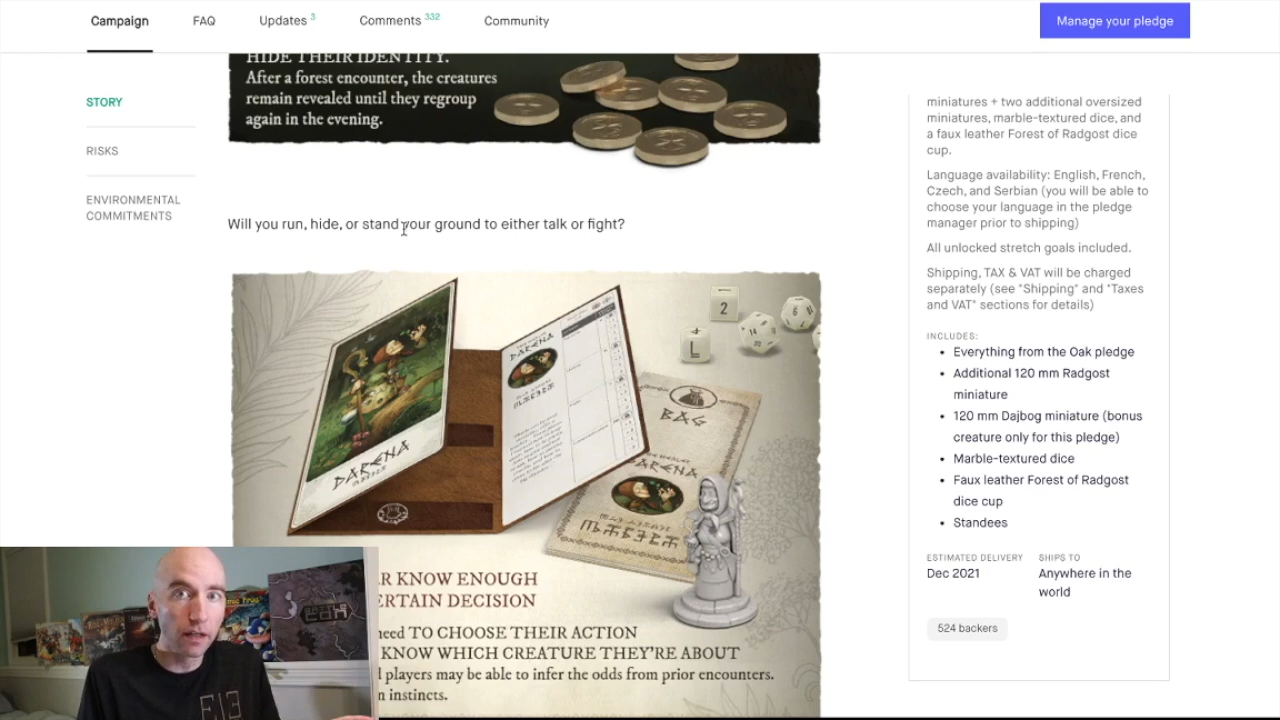 Campaign
FAQ
Updates 3
Comments 332
Community
Manage your pledge
STORY
RISKS
ENVIRONMENTAL
COMMITMENTS
HIDE THEIR IDENTITY.
After a forest encounter, the creatures
remain revealed until they regroup
again in the evening.
Will you run, hide, or stand your ground to either talk or fight?
2
6
14
L
DARENA
DARENA
BAG
DARENA
R KNOW ENOUGH
ERTAIN DECISION
need TO CHOOSE THEIR ACTION
KNOW WHICH CREATURE THEY'RE ABOUT
l players may be able to infer the odds from prior encounters.
n instincts.
miniatures + two additional oversized
miniatures, marble-textured dice, and
a faux leather Forest of Radgost dice
cup.
Language availability: English, French,
Czech, and Serbian (you will be able to
choose your language in the pledge
manager prior to shipping)
All unlocked stretch goals included.
Shipping, TAX & VAT will be charged
separately (see "Shipping" and "Taxes
and VAT" sections for details)
INCLUDES:
• Everything from the Oak pledge
• Additional 120 mm Radgost
miniature
• 120 mm Dajbog miniature (bonus
creature only for this pledge)
• Marble-textured dice
• Faux leather Forest of Radgost
dice cup
• Standees
ESTIMATED DELIVERY
Dec 2021
SHIPS TO
Anywhere in the
world
524 backers